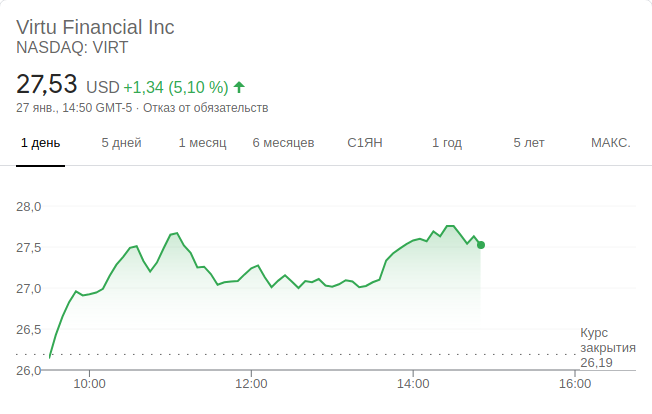 Virtu Financial Inc
NASDAQ: VIRT
27,53 USD +1,34 (5,10 %)
27 янв., 14:50 GMT-5 · Отказ от обязательств
1 день 5 дней 1 месяц 6 месяцев С1ЯН 1 год 5 лет МАКС.
28,0
27,5
27,0
26,5
Курс
закрытия
26,19
26,0
10:00 12:00 14:00 16:00